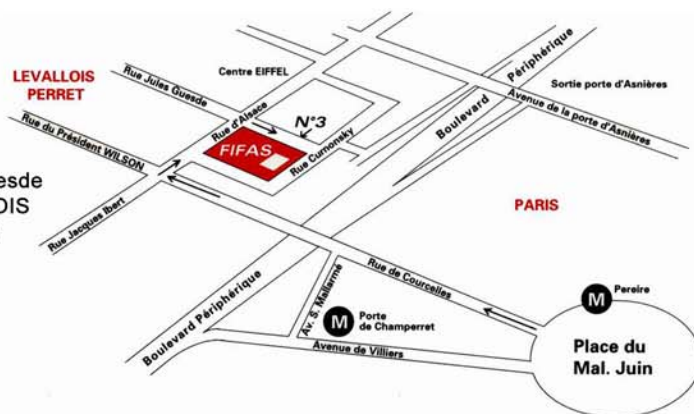 Boulevard
Périphérique
LEVALLOIS
PERRET
Centre EIFFEL
Sortie porte d'Asnières
Rue Jules Guesde
Avenue de la porte d'Asnières
Rue du Président WILSON
Rue d'Alsace
N°3
FIFAS
Rue Curnonsky
PARIS
Rue Jacques Ibert
Rue de Courcelles
Boulevard Périphérique
Av. S. Mallarmé
M
Porte
de Champerret
Avenue de Villiers
M
Pereire
Place du
Mal. Juin